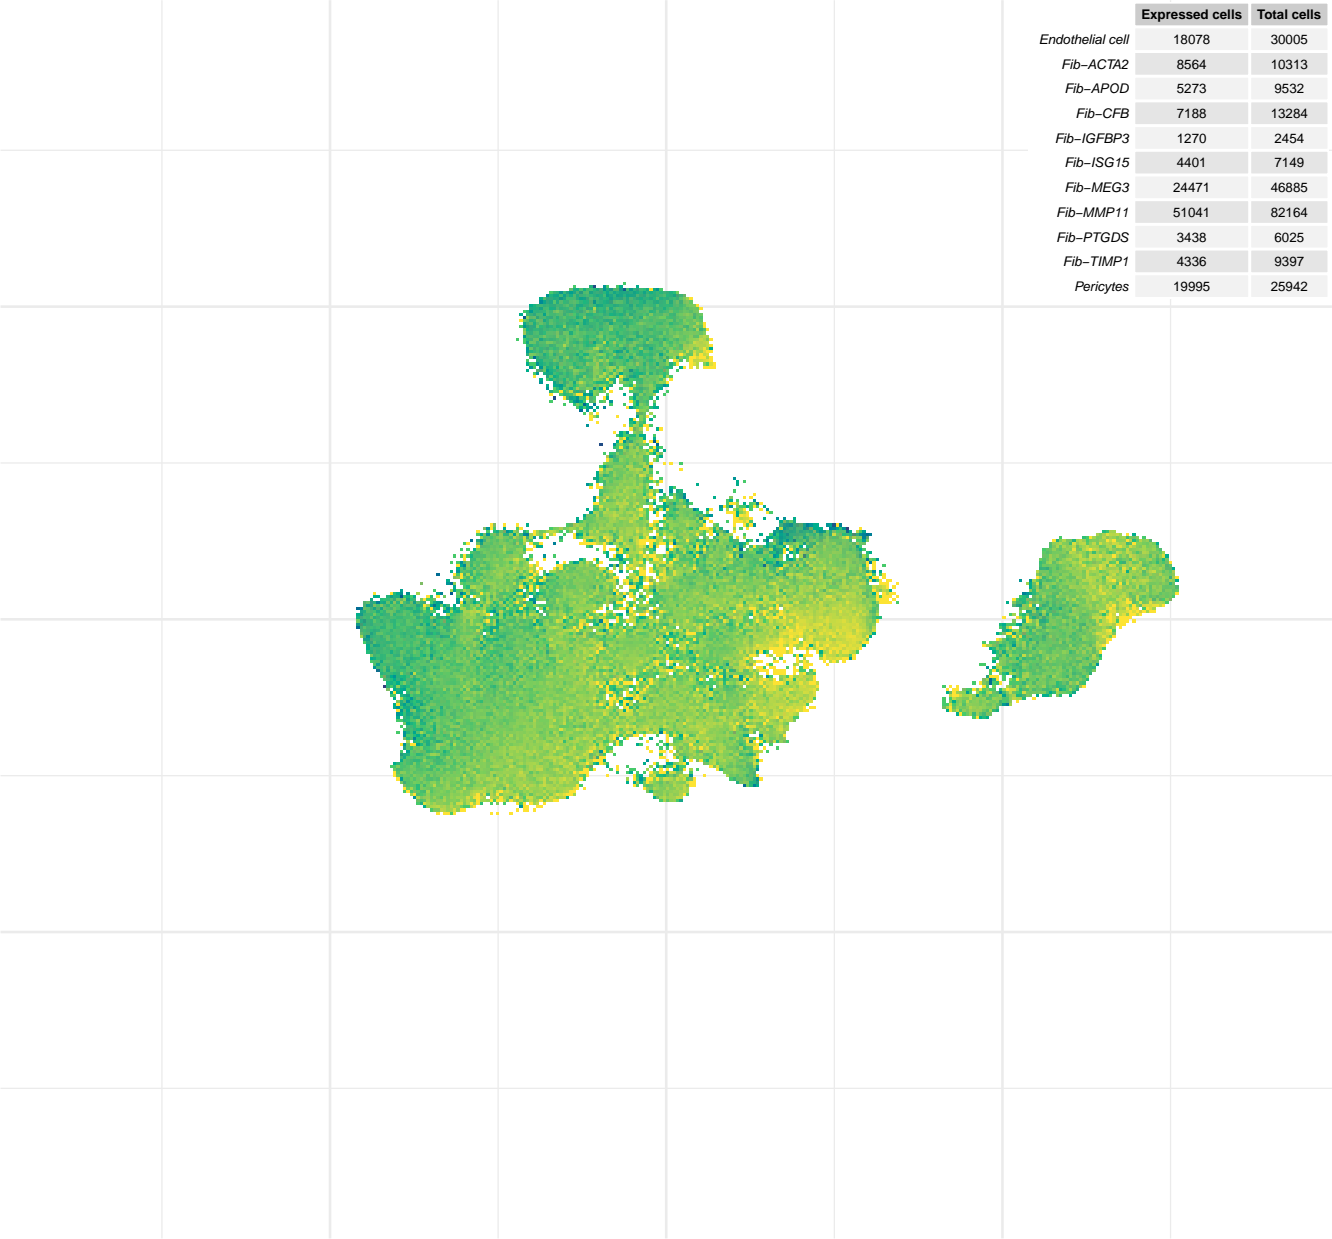 Expressed cells Total cells
Endothelial cell 18078 30005
Fib−ACTA2 8564 10313
Fib−APOD 5273 9532
Fib−CFB 7188 13284
Fib−IGFBP3 1270 2454
Fib−ISG15 4401 7149
Fib−MEG3 24471 46885
Fib−MMP11 51041 82164
Fib−PTGDS 3438 6025
Fib−TIMP1 4336 9397
Pericytes 19995 25942